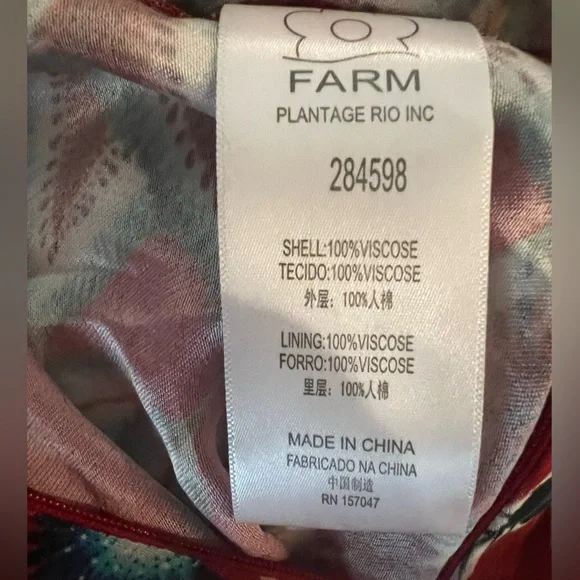 FARM
PLANTAGE RIO INC
284598
SHELL:100%VISCOSE
TECIDO:100%VISCOSE
外层：100%人棉
LINING:100%VISCOSE
FORRO:100%VISCOSE
里层：100%人棉
MADE IN CHINA
FABRICADO NA CHINA
中国制造
RN 157047